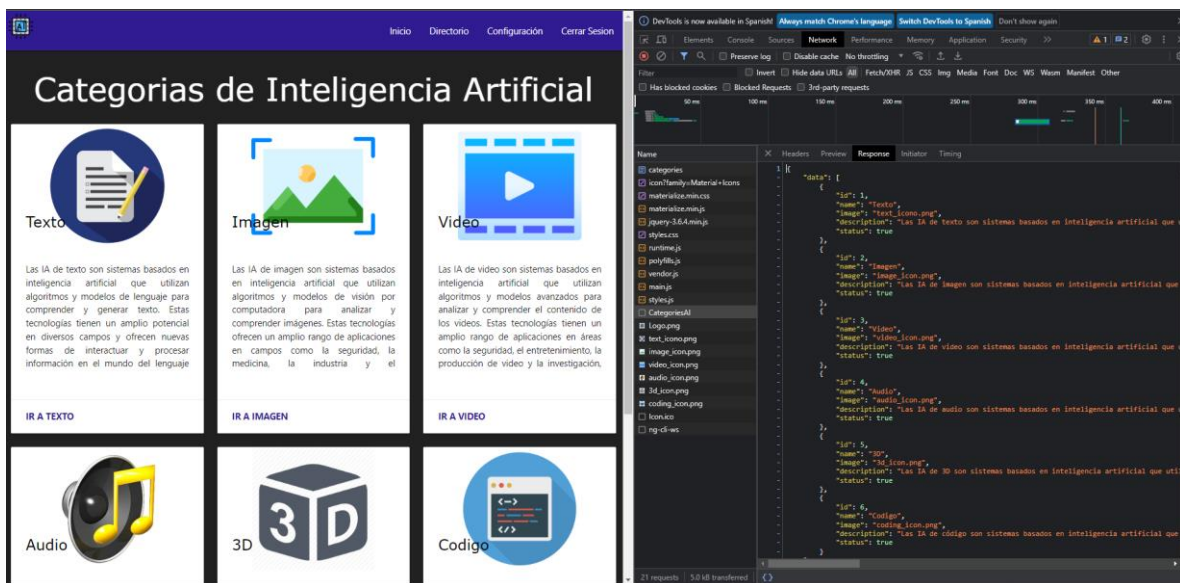 AI
Inicio Directorio Configuración Cerrar Sesion
Categorias de Inteligencia Artificial
Texto
Las IA de texto son sistemas basados en
inteligencia artificial que utilizan
algoritmos y modelos de lenguaje para
comprender y generar texto. Estas
tecnologías tienen un amplio potencial
en diversos campos y ofrecen nuevas
formas de interactuar y procesar
información en el mundo del lenguaje
IR A TEXTO
Imagen
Las IA de imagen son sistemas basados
en inteligencia artificial que utilizan
algoritmos y modelos de visión por
computadora para analizar y
comprender imágenes. Estas tecnologías
ofrecen un amplio rango de aplicaciones
en campos como la seguridad, la
medicina, la industria y el
IR A IMAGEN
Video
Las IA de video son sistemas basados en
inteligencia artificial que utilizan
algoritmos y modelos avanzados para
analizar y comprender el contenido de
los videos. Estas tecnologías tienen un
amplio rango de aplicaciones en áreas
como la seguridad, el entretenimiento, la
producción de video y la investigación,
IR A VIDEO
Audio
3D
3D
Codigo
DevTools is now available in Spanish! Always match Chrome's language Switch DevTools to Spanish Don't show again
Elements Console Sources Network Performance Memory Application Security 1 2
Preserve log Disable cache No throttling
Filter Invert Hide data URLs All Fetch/XHR JS CSS Img Media Font Doc WS Wasm Manifest Other
Has blocked cookies Blocked Requests 3rd-party requests
50 ms 100 ms 150 ms 200 ms 250 ms 300 ms 350 ms 400 ms
Name
categories
icon?family=Material+Icons
materialize.min.css
materialize.min.js
jquery-3.6.4.min.js
styles.css
runtime.js
polyfills.js
vendor.js
main.js
styles.js
CategoriesAI
Logo.png
text_icono.png
image_icon.png
video_icon.png
audio_icon.png
3d_icon.png
coding_icon.png
Icon.ico
ng-cli-ws
21 requests 5.0 kB transferred
Headers Preview Response Initiator Timing
1 {
"data": [
{
"id": 1,
"name": "Texto",
"image": "text_icono.png",
"description": "Las IA de texto son sistemas basados en inteligencia artificial que
"status": true
},
{
"id": 2,
"name": "Imagen",
"image": "image_icon.png",
"description": "Las IA de imagen son sistemas basados en inteligencia artificial que
"status": true
},
{
"id": 3,
"name": "Video",
"image": "video_icon.png",
"description": "Las IA de video son sistemas basados en inteligencia artificial que
"status": true
},
{
"id": 4,
"name": "Audio",
"image": "audio_icon.png",
"description": "Las IA de audio son sistemas basados en inteligencia artificial que
"status": true
},
{
"id": 5,
"name": "3D",
"image": "3d_icon.png",
"description": "Las IA de 3D son sistemas basados en inteligencia artificial que
"status": true
},
{
"id": 6,
"name": "Codigo",
"image": "coding_icon.png",
"description": "Las IA de código son sistemas basados en inteligencia artificial que
"status": true
}
{}